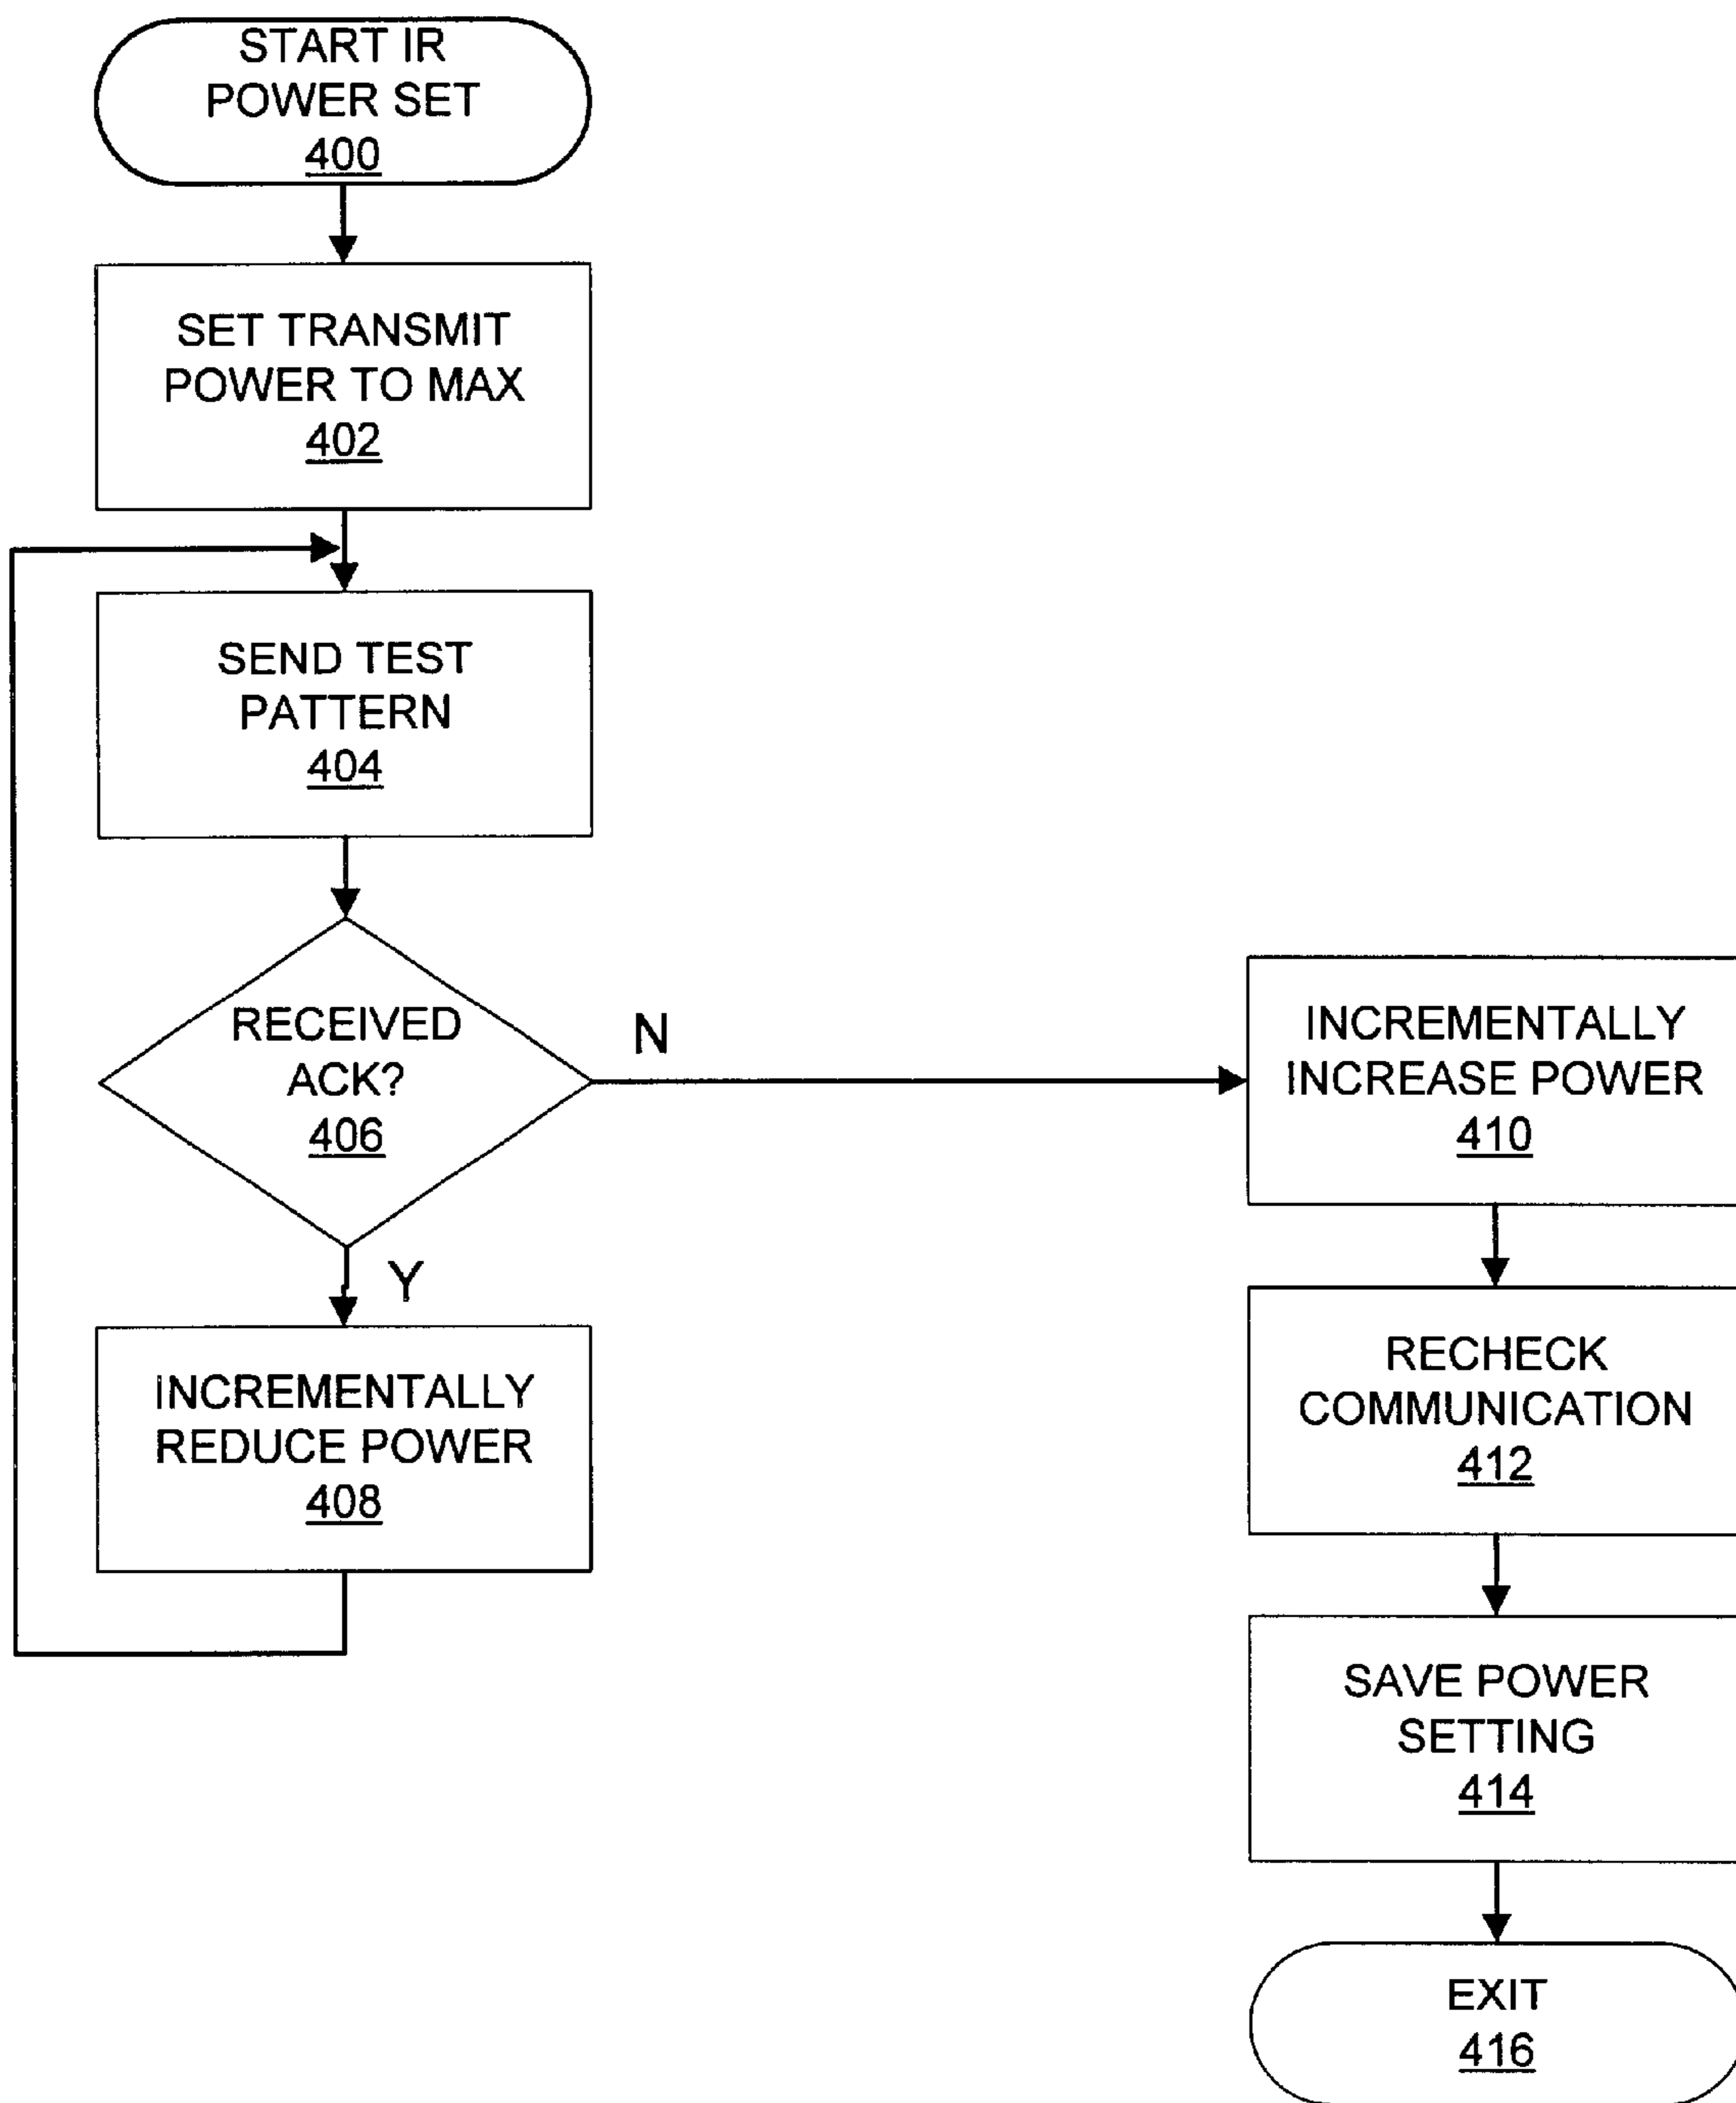 START IR
POWER SET
400
SET TRANSMIT
POWER TO MAX
402
SEND TEST
PATTERN
404
RECEIVED
ACK?
406
N
Y
INCREMENTALLY
REDUCE POWER
408
INCREMENTALLY
INCREASE POWER
410
RECHECK
COMMUNICATION
412
SAVE POWER
SETTING
414
EXIT
416